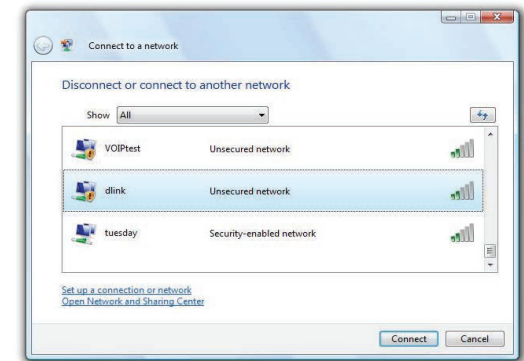 Connect to a network
Disconnect or connect to another network
Show All
VOIPtest Unsecured network
dlink Unsecured network
tuesday Security-enabled network
Set up a connection or network
Open Network and Sharing Center
Connect Cancel